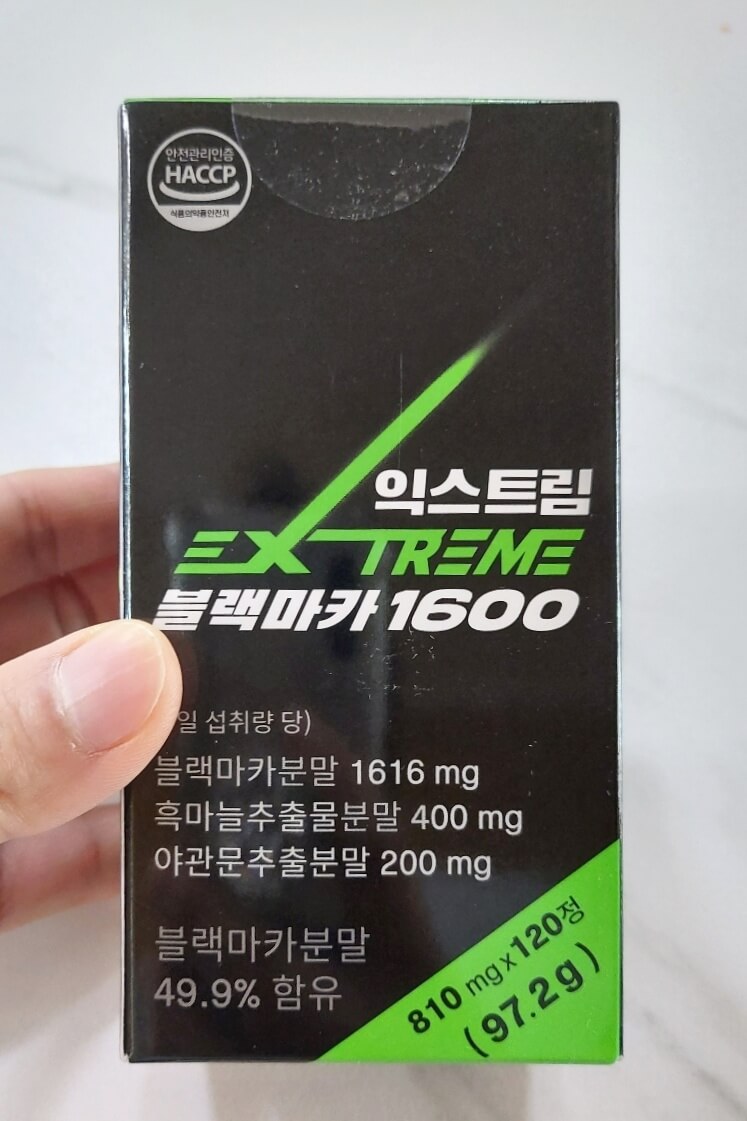 안전관리인증
HACCP
식품의약품안전처
익스트림
EXTREME
블랙마카 1600
일 섭취량 당)
블랙마카분말 1616 mg
흑마늘추출물분말 400 mg
야관문추출분말 200 mg
블랙마카분말
49.9% 함유
810 mg x 120정
(97.2g)